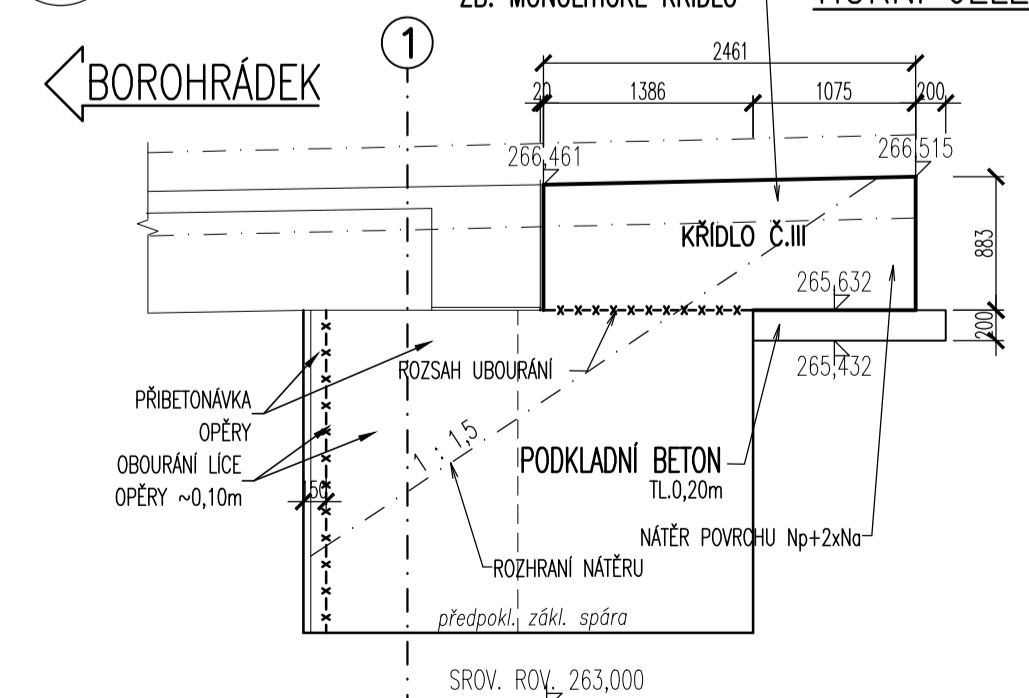 ŽB. MONOLITICKÉ KŘÍDLO
1
BOROHRÁDEK
2461
20
1386
1075
200
266,461
266,515
KŘÍDLO Č.III
883
265,632
200
ROZSAH UBOURÁNÍ
265,432
PŘIBETONÁVKA
OPĚRY
1 : 1,5
OBOURÁNÍ LÍCE
OPĚRY ~0,10m
150
PODKLADNÍ BETON
TL.0,20m
NÁTĚR POVRCHU Np+2xNa
ROZHRANÍ NÁTĚRU
předpokl. zákl. spára
SROV. ROV. 263,000